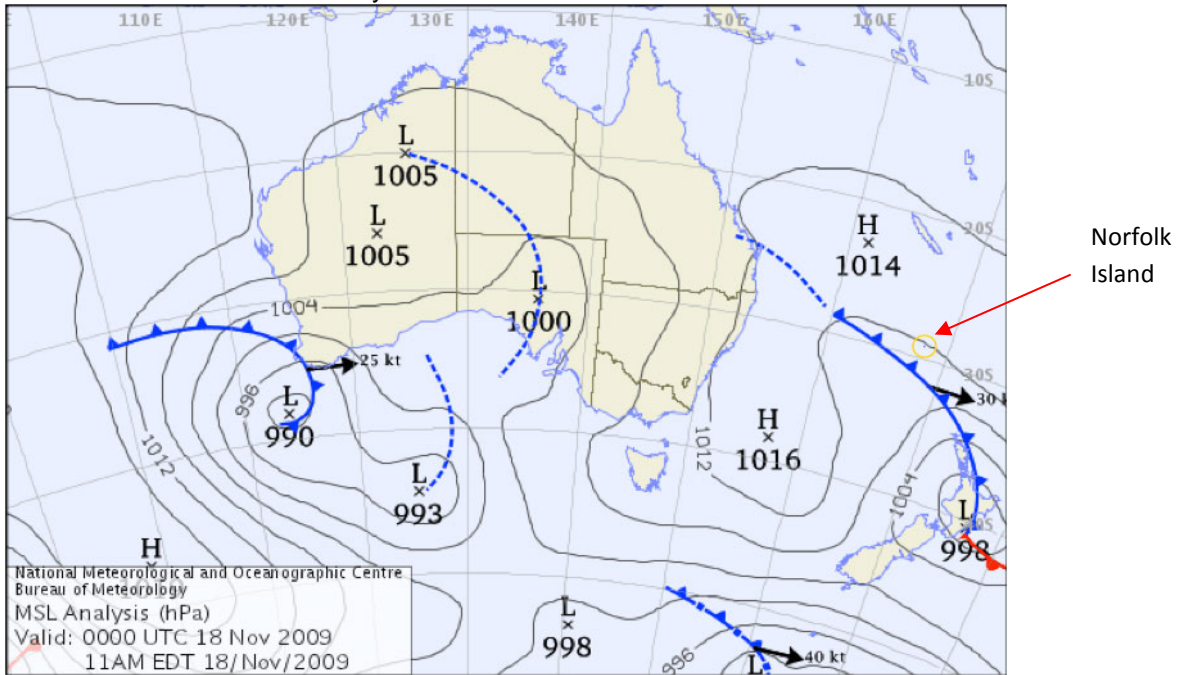 110E 120E 130E 140E 150E 160E
10S
L
1005
L
1005
20S
H
1014
Norfolk
Island
L
1000
1004
25 kt
30S
996
L
990
30
H
1016
1012
1012
L
993
1004
L
998
H
National Meteorological and Oceanographic Centre
Bureau of Meteorology
MSL Analysis (hPa)
Valid: 0000 UTC 18 Nov 2009
11AM EDT 18/Nov/2009
L
998
996
L
40 kt